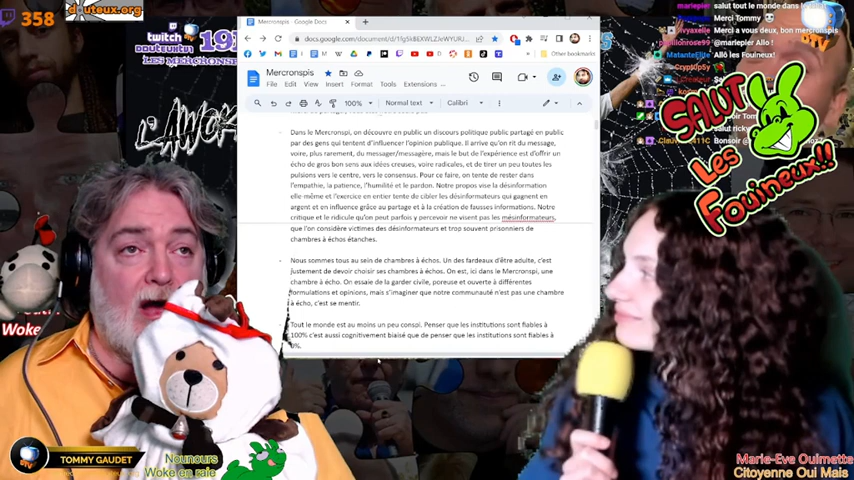 358
douteux.org
twitch
DOUTEUXTV
LES MERCRONSPIS
L'AWOK
Mercronspis - Google Docs
docs.google.com/document/d/
Other bookmarks
Mercronspis
File Edit View Insert Format Tools Extensions
100% Normal text Calibri
Dans le Mercronspi, on découvre en public un discours politique public partagé en public
par des gens qui tentent d'influencer l'opinion publique. Il arrive qu'on rit du message,
voire, plus rarement, du messager/messagère, mais le but de l'expérience est d'offrir un
écho de gros bon sens aux idées creuses, voire radicales, et de tirer un peu toutes les
pulsions vers le centre, vers le consensus. Pour ce faire, on tente de rester dans
l'empathie, la patience, l'humilité et le pardon. Notre propos vise la désinformation
elle-même et l'exercice en entier tente de cibler les désinformateurs qui gagnent en
argent et en influence grâce au partage et à la création de fausses informations. Notre
critique et le ridicule qu'on peut parfois y percevoir ne visent pas les mésinformateurs,
que l'on considère victimes des désinformateurs et trop souvent prisonniers de
chambres à échos étanches.
Nous sommes tous au sein de chambres à échos. Un des fardeaux d'être adulte, c'est
justement de devoir choisir ses chambres à échos. On est, ici dans le Mercronspi, une
chambre à échos. On essaie de la garder civile, poreuse et ouverte à différentes
formulations et opinions, mais s'imaginer que notre communauté n'est pas une chambre
à écho, c'est se mentir.
Tout le monde est au moins un peu conspi. Penser que les institutions sont fiables à
100% c'est aussi cognitivement biaisé que de penser que les institutions sont fiables à
0%.
mariepier salut tout le monde dans le
Merci Tommy
Merci a vous deux, bon mercronspis
@mariepier Allo !
MatanteElle Allô les Fouineux!
Crypt0p5y
SALUT
Les
Fouineux!!
Woke
TOMMY GAUDET
Nounours
Woke en raie
Marie-Eve Ouimette
Citoyenne Oui Mais